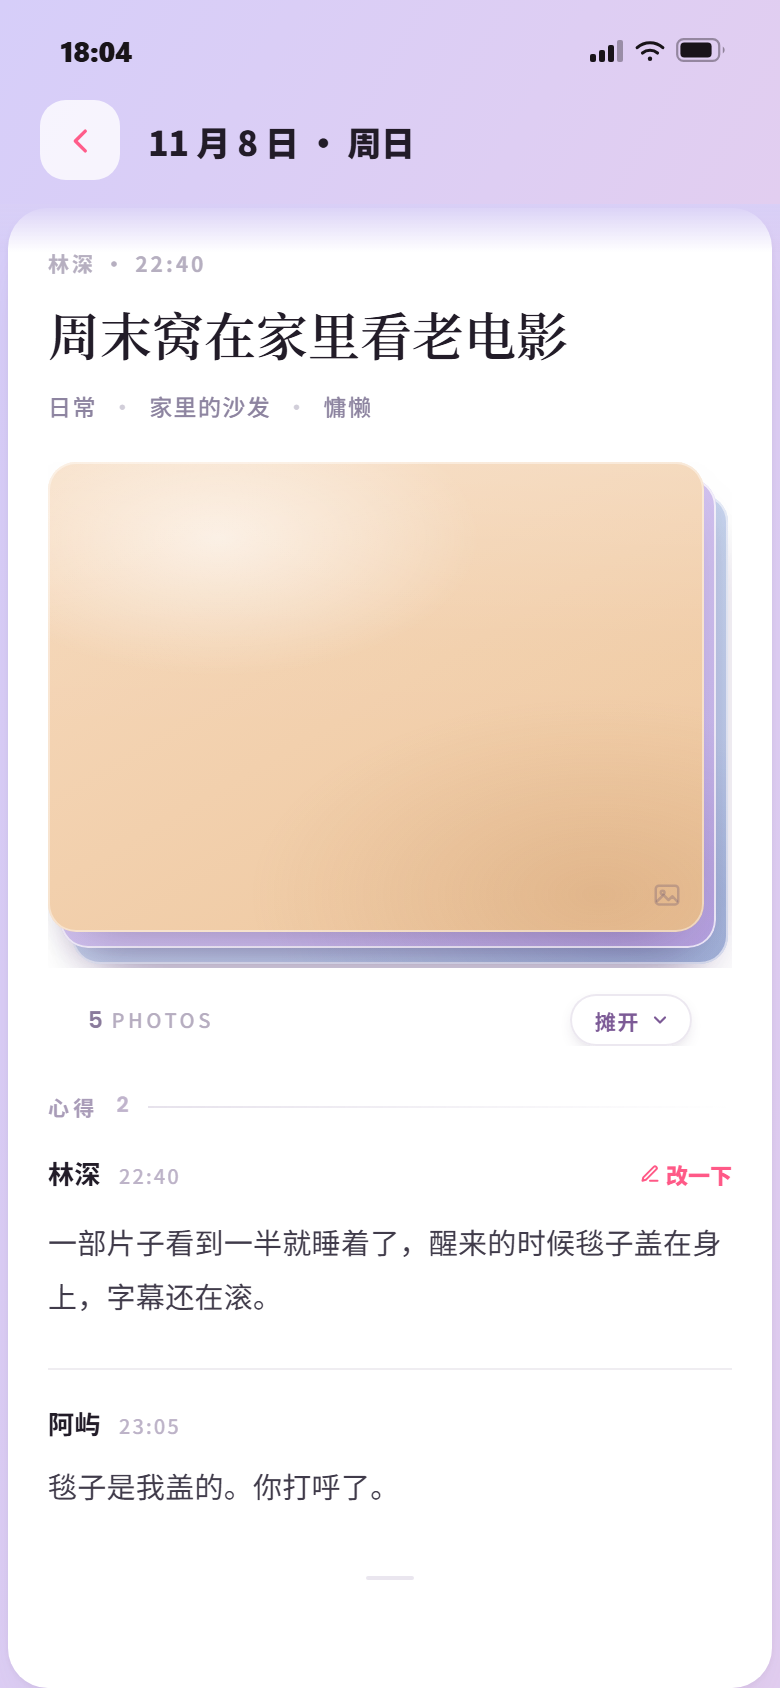 18:04
11 月 8 日 · 周日
林深 · 22:40
周末窝在家里看老电影
日常 · 家里的沙发 · 慵懒
5 PHOTOS
摊开
心得 2
林深 22:40
改一下
一部片子看到一半就睡着了，醒来的时候毯子盖在身
上，字幕还在滚。
阿屿 23:05
毯子是我盖的。你打呼了。